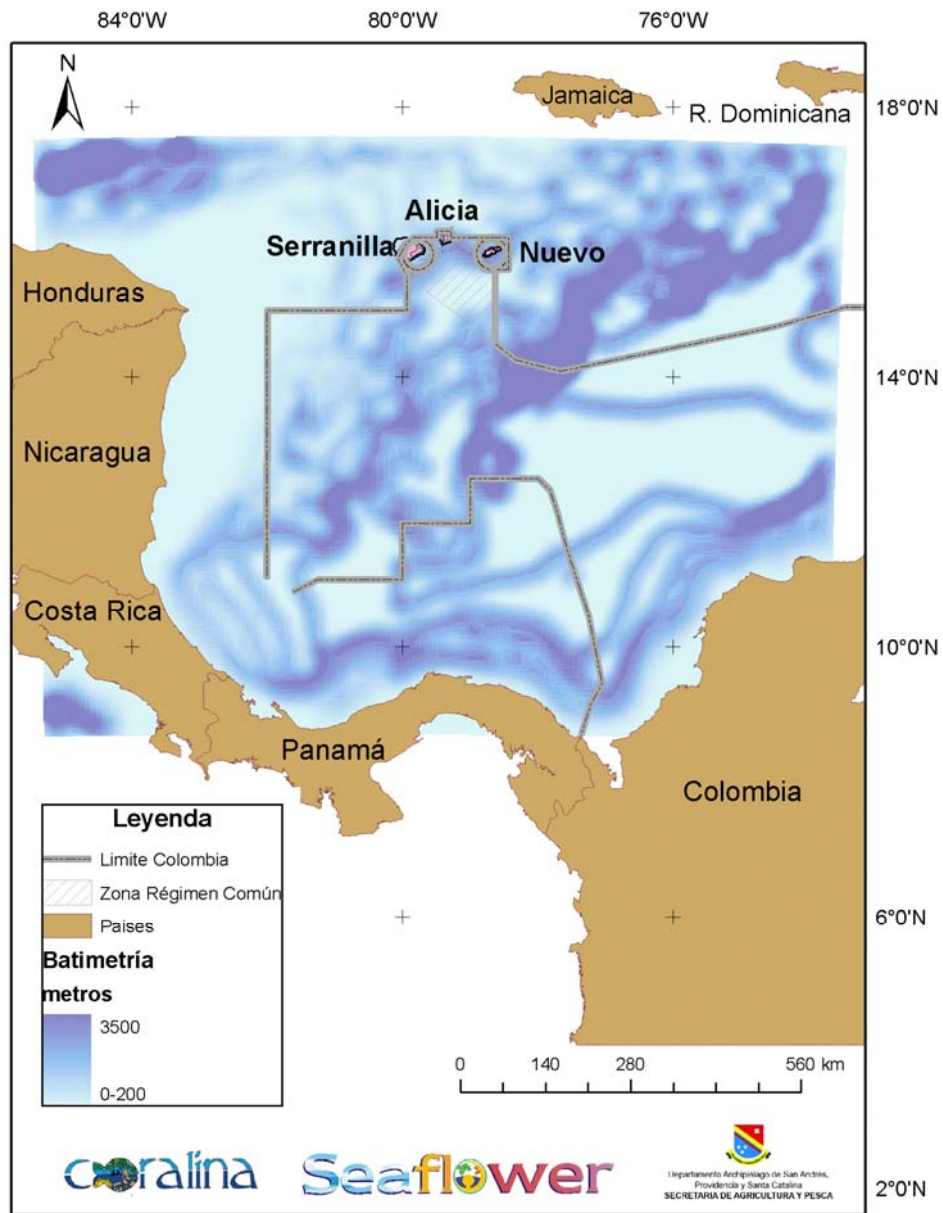 84°0'W 80°0'W 76°0'W
N
Jamaica
18°0'N
R. Dominicana
Alicia
Serranilla
Nuevo
Honduras
14°0'N
Nicaragua
Costa Rica
10°0'N
Panamá
Colombia
Leyenda
Limite Colombia
Zona Régimen Común
Paises
6°0'N
Batimetría
metros
3500
0-200
0 140 280 560 km
coralina
Seaflower
Departamento Archipiélago de San Andrés,
Providencia y Santa Catalina
SECRETARIA DE AGRICULTURA Y PESCA
2°0'N